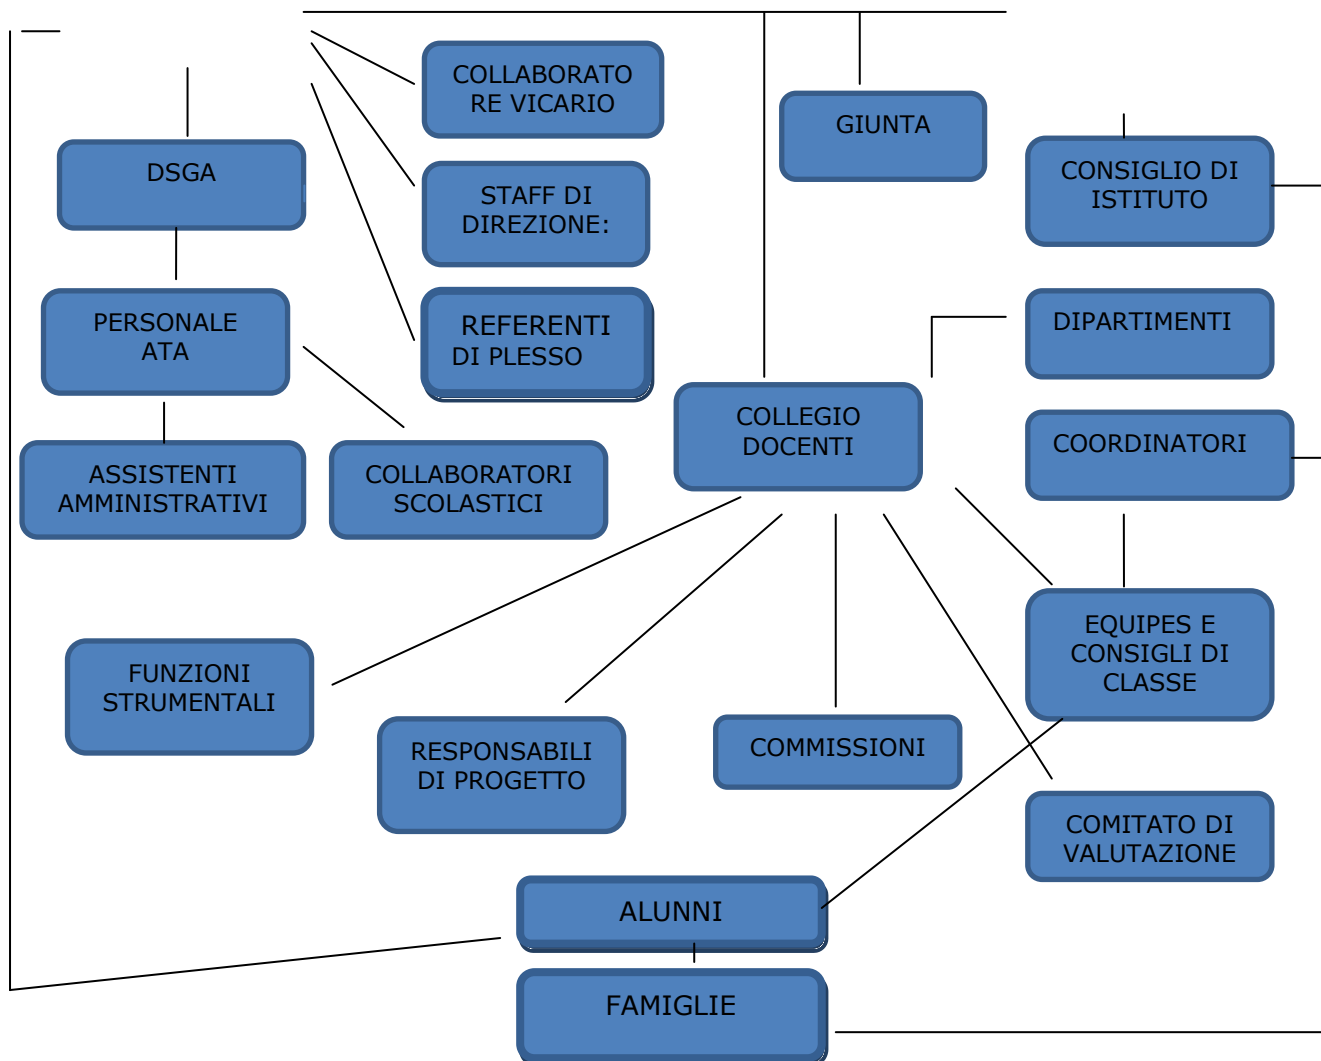 COLLABORATO
RE VICARIO
GIUNTA
DSGA
CONSIGLIO DI
ISTITUTO
STAFF DI
DIREZIONE:
PERSONALE
ATA
REFERENTI
DI PLESSO
DIPARTIMENTI
COLLEGIO
DOCENTI
COORDINATORI
ASSISTENTI
AMMINISTRATIVI
COLLABORATORI
SCOLASTICI
EQUIPES E
CONSIGLI DI
CLASSE
FUNZIONI
STRUMENTALI
RESPONSABILI
DI PROGETTO
COMMISSIONI
COMITATO DI
VALUTAZIONE
ALUNNI
FAMIGLIE